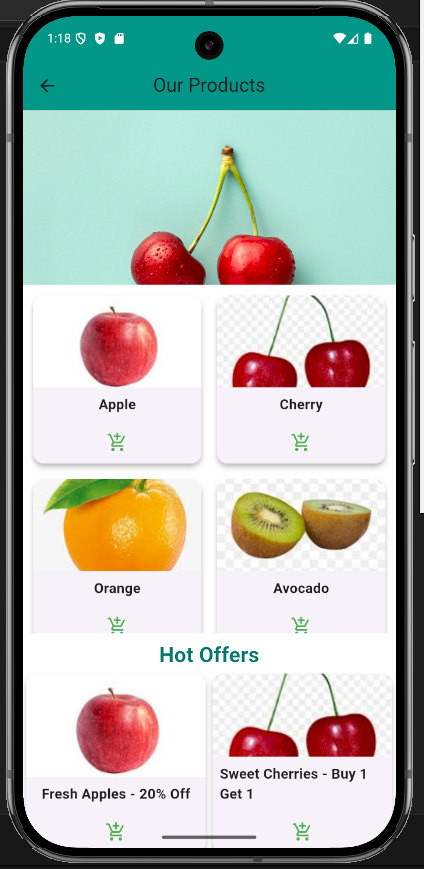 1:18
Our Products
Apple
Cherry
Orange
Avocado
Hot Offers
Fresh Apples - 20% Off
Sweet Cherries - Buy 1
Get 1